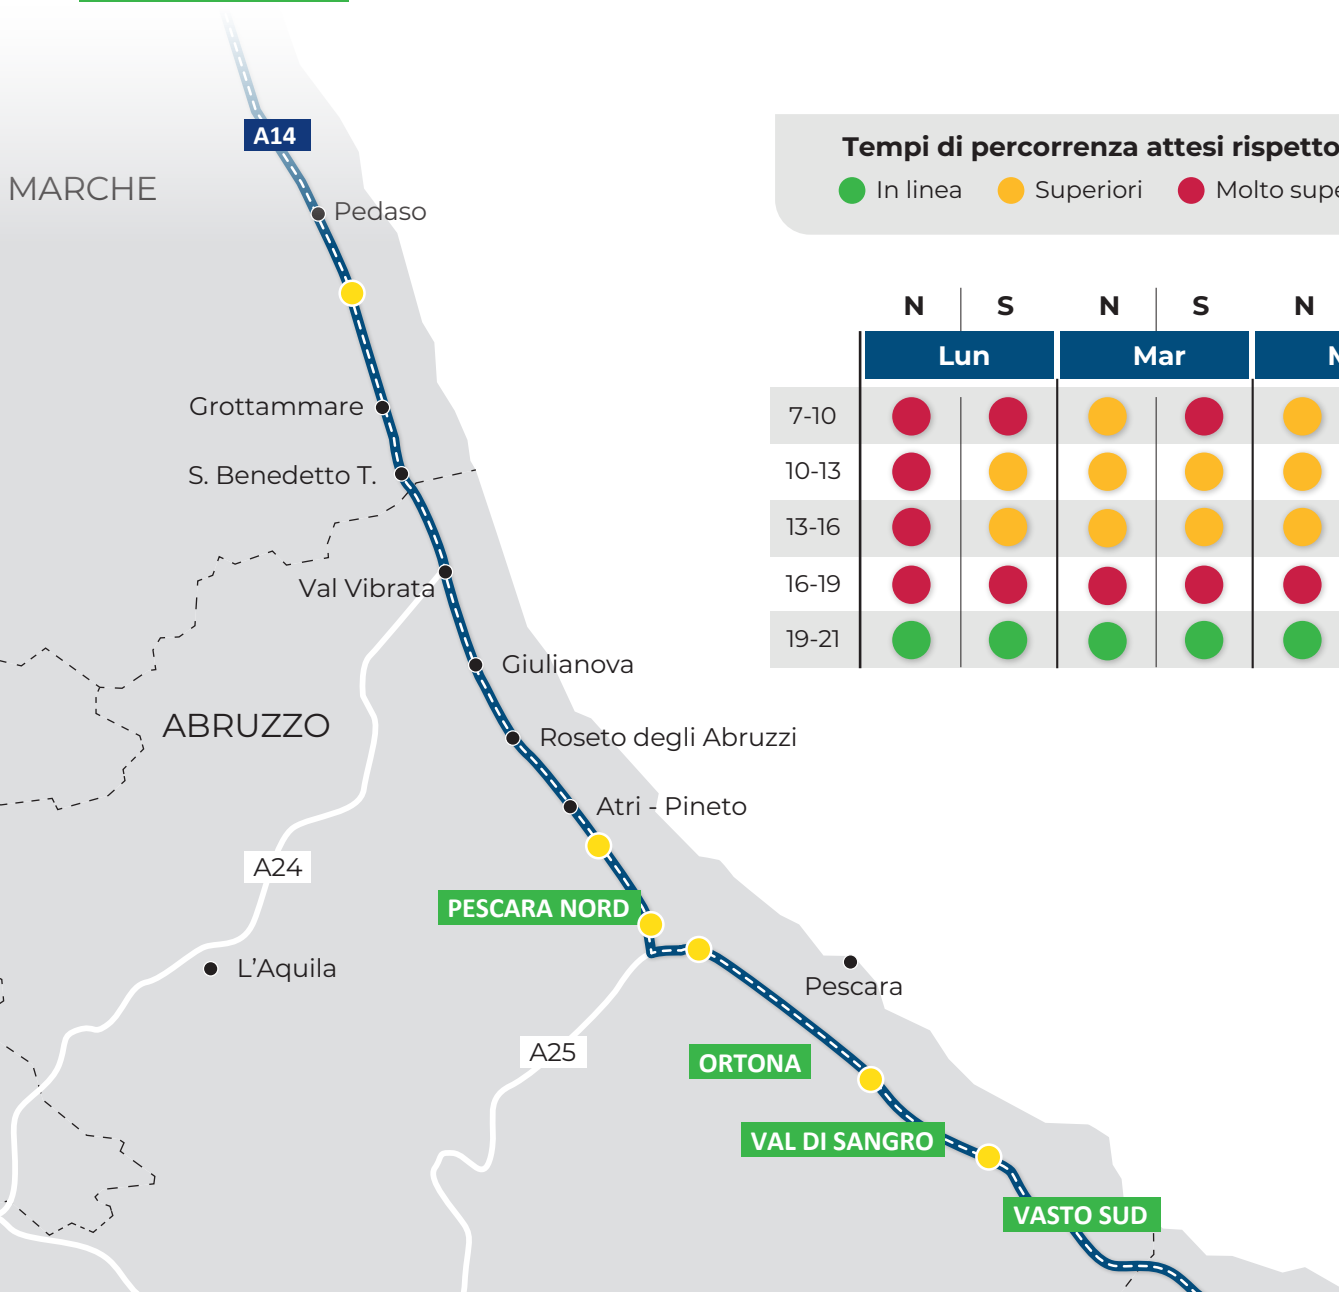 A14
MARCHE
Pedaso
Tempi di percorrenza attesi rispetto
In linea
Superiori
Molto supe
N S N S N
Lun Mar M
7-10
10-13
13-16
16-19
19-21
Grottammare
S. Benedetto T.
Val Vibrata
Giulianova
ABRUZZO
Roseto degli Abruzzi
Atri - Pineto
A24
PESCARA NORD
L'Aquila
Pescara
A25
ORTONA
VAL DI SANGRO
VASTO SUD